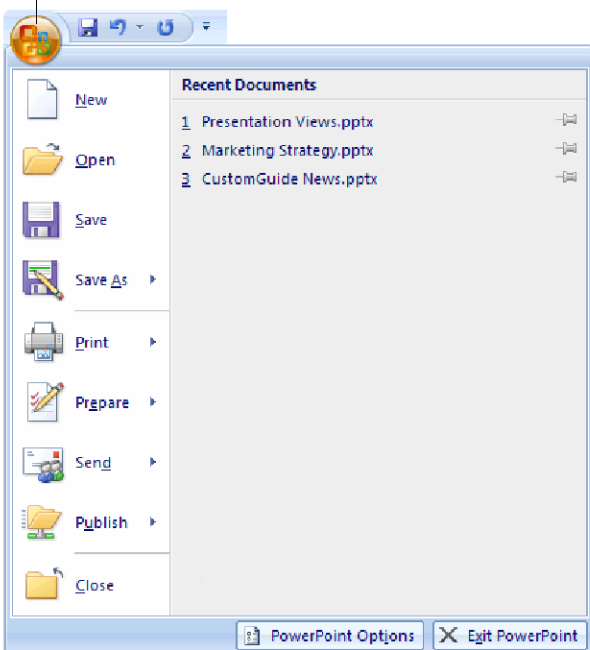 New
Open
Save
Save As
Print
Prepare
Send
Publish
Close
Recent Documents
1 Presentation Views.pptx
2 Marketing Strategy.pptx
3 CustomGuide News.pptx
PowerPoint Options
Exit PowerPoint